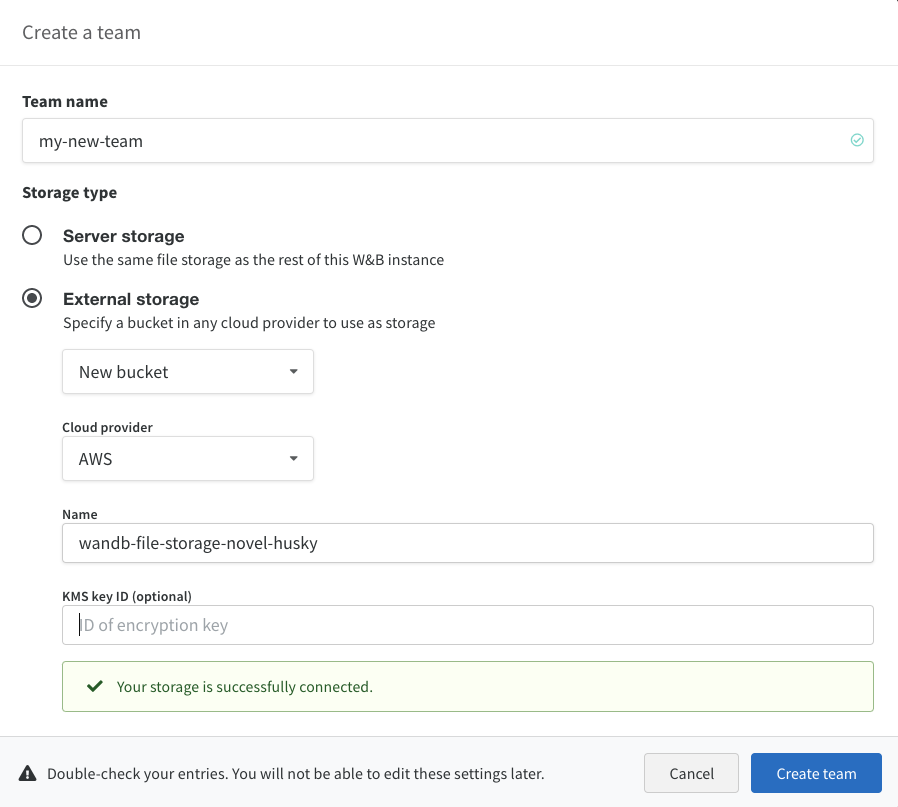 Create a team
Team name
my-new-team
Storage type
Server storage
Use the same file storage as the rest of this W&B instance
External storage
Specify a bucket in any cloud provider to use as storage
New bucket
Cloud provider
AWS
Name
wandb-file-storage-novel-husky
KMS key ID (optional)
ID of encryption key
Your storage is successfully connected.
Double-check your entries. You will not be able to edit these settings later.
Cancel
Create team